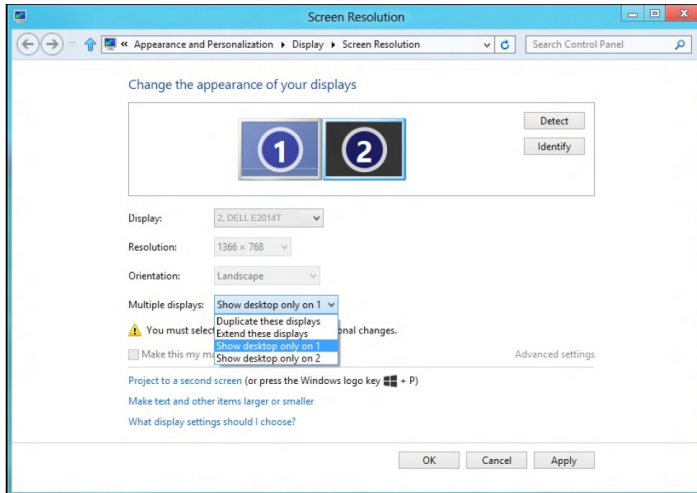 Screen Resolution
« Appearance and Personalization Display Screen Resolution
Search Control Panel
Change the appearance of your displays
1 2
Detect
Identify
Display: 2, DELL E2014T
Resolution: 1366 × 768
Orientation: Landscape
Multiple displays: Show desktop only on 1
Duplicate these displays
You must selec
Extend these displays
onal changes.
Show desktop only on 1
Make this my m
Show desktop only on 2
Advanced settings
Project to a second screen (or press the Windows logo key + P)
Make text and other items larger or smaller
What display settings should I choose?
OK Cancel Apply